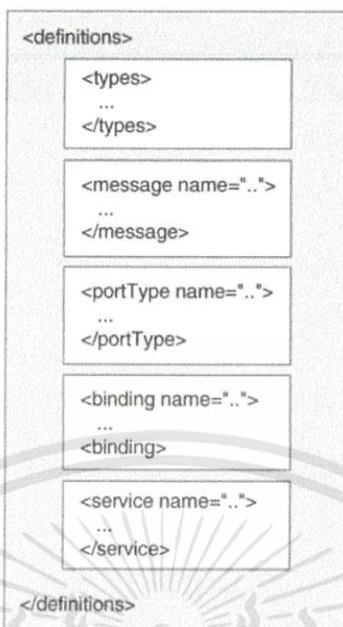 <definitions>
<types>
...
</types>
<message name="..">
...
</message>
<portType name="..">
...
</portType>
<binding name="..">
...
<binding>
<service name="..">
...
</service>
</definitions>